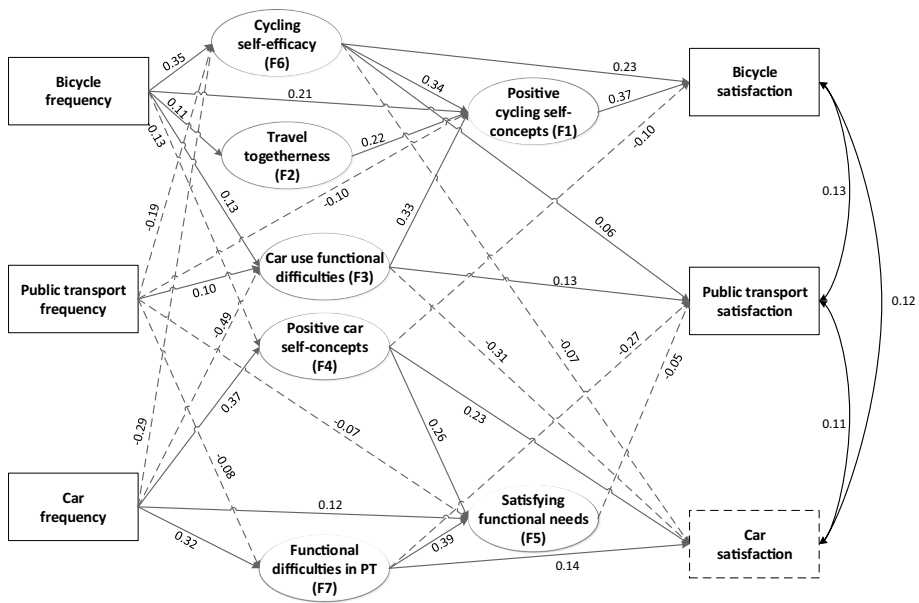 Cycling
self-efficacy
(F6)
0.35
0.23
Bicycle
frequency
Bicycle
satisfaction
0.34
0.21
0.37
Positive
cycling self-
concepts (F1)
0.11
-0.13
Travel
togetherness
(F2)
0.22
-0.10
0.13
-0.19
0.13
-0.10
0.33
0.06
Car use functional
difficulties (F3)
0.13
Public transport
frequency
0.10
Public transport
satisfaction
0.12
-0.49
Positive car
self-concepts
(F4)
-0.31
-0.07
-0.27
-0.05
0.37
0.23
0.26
-0.29
-0.07
0.11
-0.08
Car
frequency
0.12
Satisfying
functional needs
(F5)
Car
satisfaction
0.32
0.39
Functional
difficulties in PT
(F7)
0.14